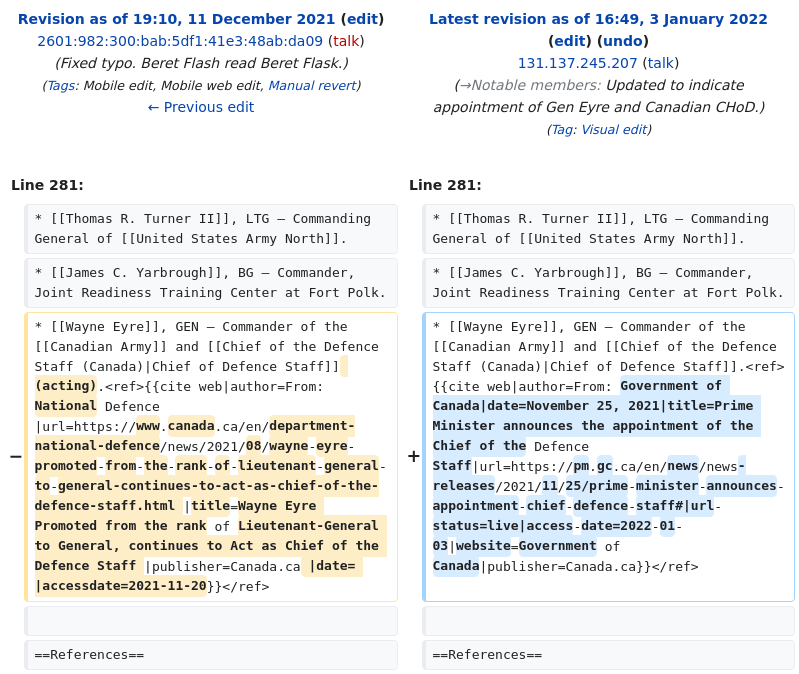 Revision as of 19:10, 11 December 2021 (edit)
2601:982:300:bab:5df1:41e3:48ab:da09 (talk)
(Fixed typo. Beret Flash read Beret Flask.)
(Tags: Mobile edit, Mobile web edit, Manual revert)
← Previous edit
Latest revision as of 16:49, 3 January 2022
(edit) (undo)
131.137.245.207 (talk)
(→Notable members: Updated to indicate
appointment of Gen Eyre and Canadian CHoD.)
(Tag: Visual edit)
Line 281:
* [[Thomas R. Turner II]], LTG – Commanding
General of [[United States Army North]].
* [[James C. Yarbrough]], BG – Commander,
Joint Readiness Training Center at Fort Polk.
−
* [[Wayne Eyre]], GEN – Commander of the
[[Canadian Army]] and [[Chief of the Defence
Staff (Canada)|Chief of Defence Staff]]
(acting).<ref>{{cite web|author=From:
National Defence
|url=https://www.canada.ca/en/department-
national-defence/news/2021/08/wayne-eyre-
promoted-from-the-rank-of-lieutenant-general-
to-general-continues-to-act-as-chief-of-the-
defence-staff.html |title=Wayne Eyre
Promoted from the rank of Lieutenant-General
to General, continues to Act as Chief of the
Defence Staff |publisher=Canada.ca |date=
|accessdate=2021-11-20}}</ref>
==References==
Line 281:
* [[Thomas R. Turner II]], LTG – Commanding
General of [[United States Army North]].
* [[James C. Yarbrough]], BG – Commander,
Joint Readiness Training Center at Fort Polk.
+
* [[Wayne Eyre]], GEN – Commander of the
[[Canadian Army]] and [[Chief of the Defence
Staff (Canada)|Chief of Defence Staff]].<ref>
{{cite web|author=From: Government of
Canada|date=November 25, 2021|title=Prime
Minister announces the appointment of the
Chief of the Defence
Staff|url=https://pm.gc.ca/en/news/news-
releases/2021/11/25/prime-minister-announces-
appointment-chief-defence-staff#|url-
status=live|access-date=2022-01-
03|website=Government of
Canada|publisher=Canada.ca}}</ref>
==References==